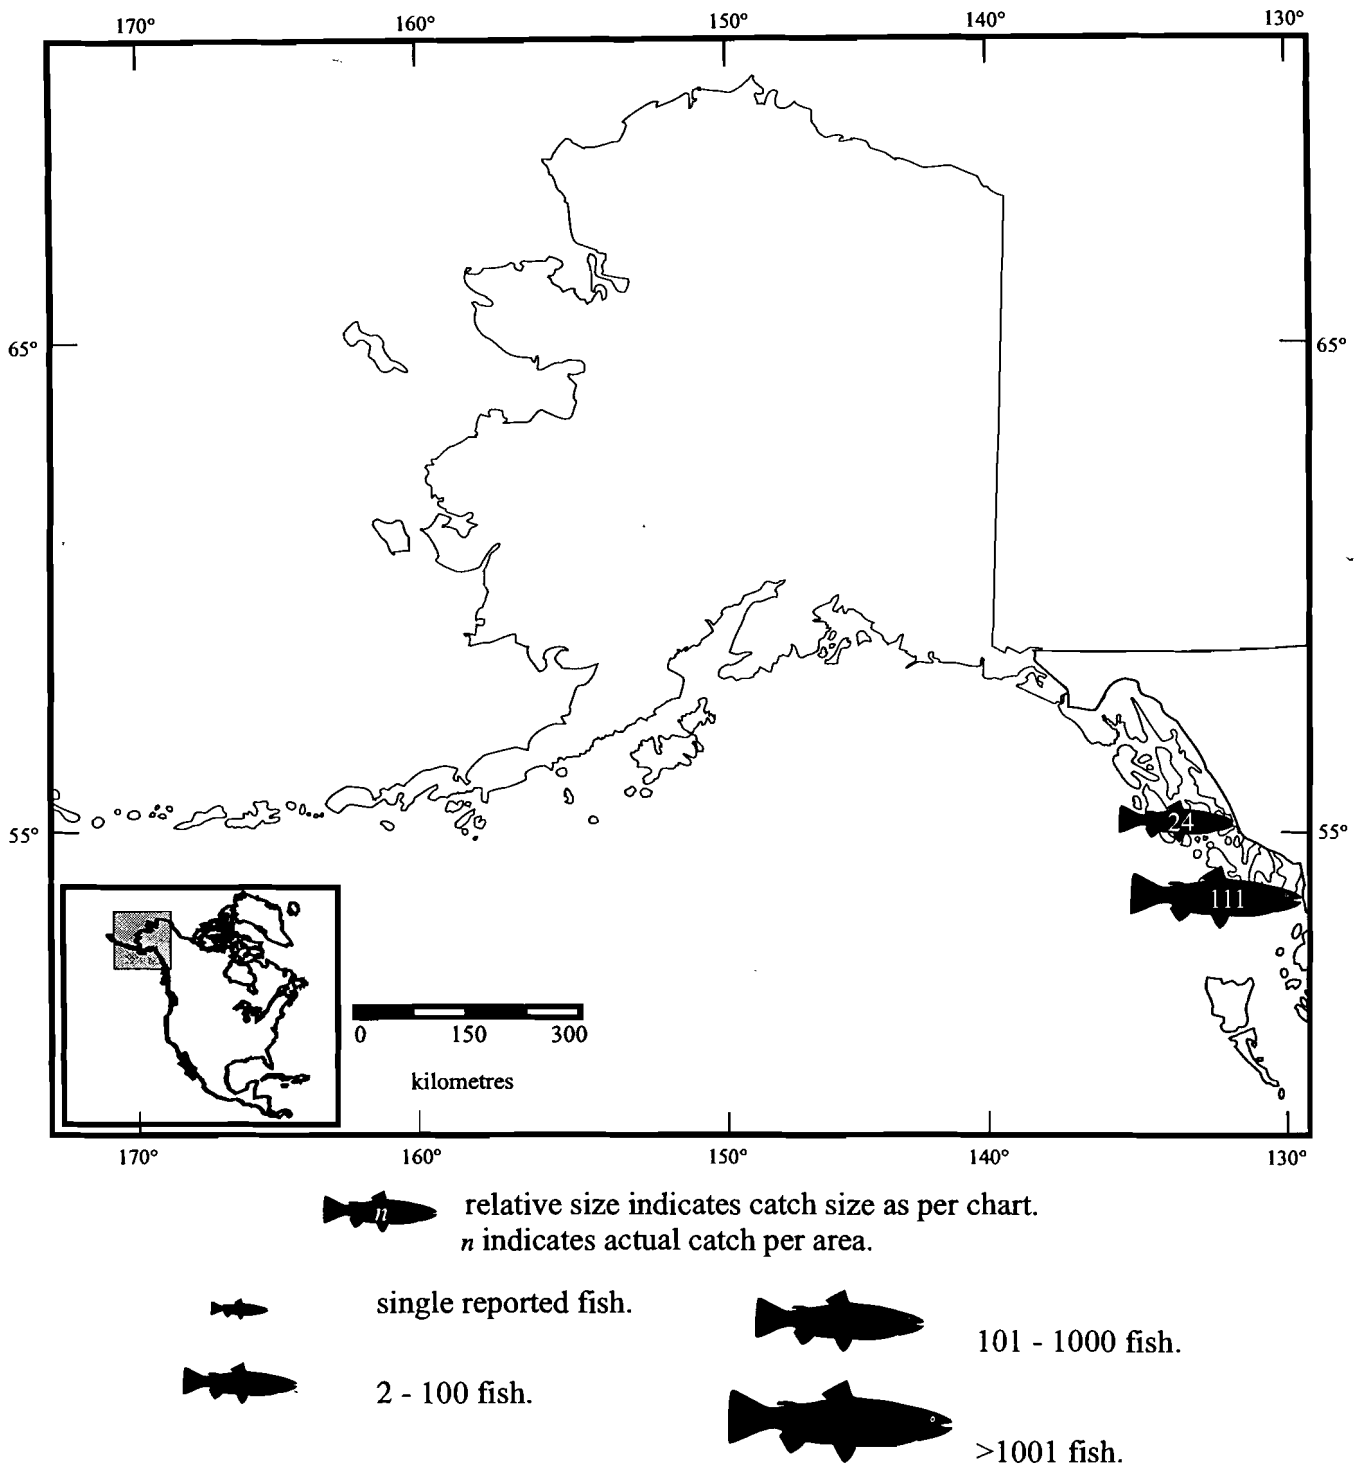 170° 160° 150° 140° 130°
65° 65°
55° 55°
24
111
0 150 300
kilometres
170° 160° 150° 140° 130°
n relative size indicates catch size as per chart.
n indicates actual catch per area.
single reported fish.
101 - 1000 fish.
2 - 100 fish.
>1001 fish.